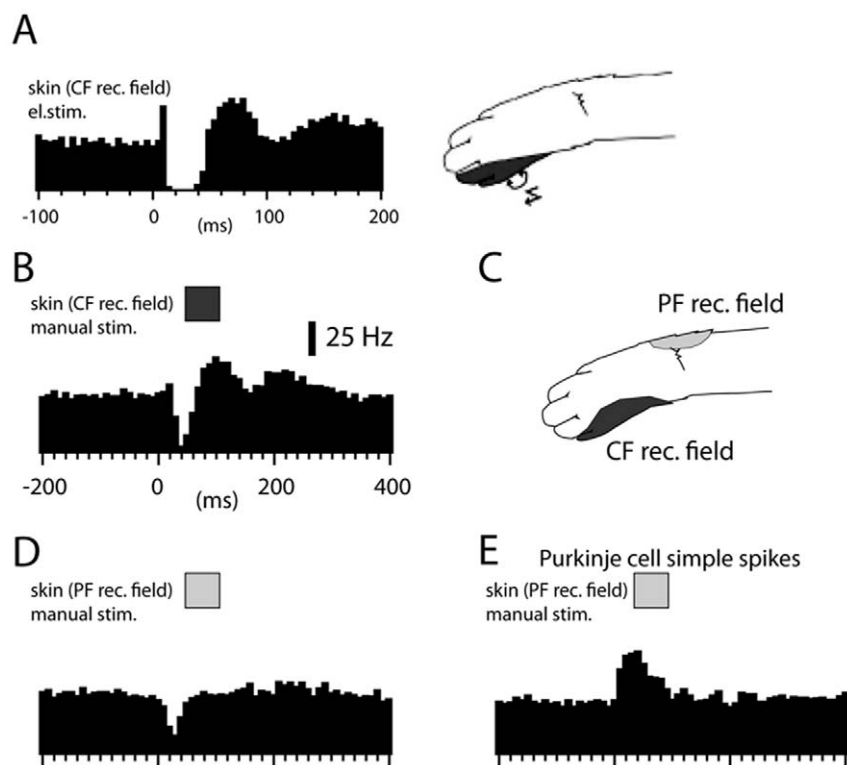 A
skin (CF rec. field)
el.stim.
-100
0
100
200
(ms)
B
skin (CF rec. field)
manual stim.
25 Hz
-200
0
200
400
(ms)
C
PF rec. field
CF rec. field
D
skin (PF rec. field)
manual stim.
E
Purkinje cell simple spikes
skin (PF rec. field)
manual stim.